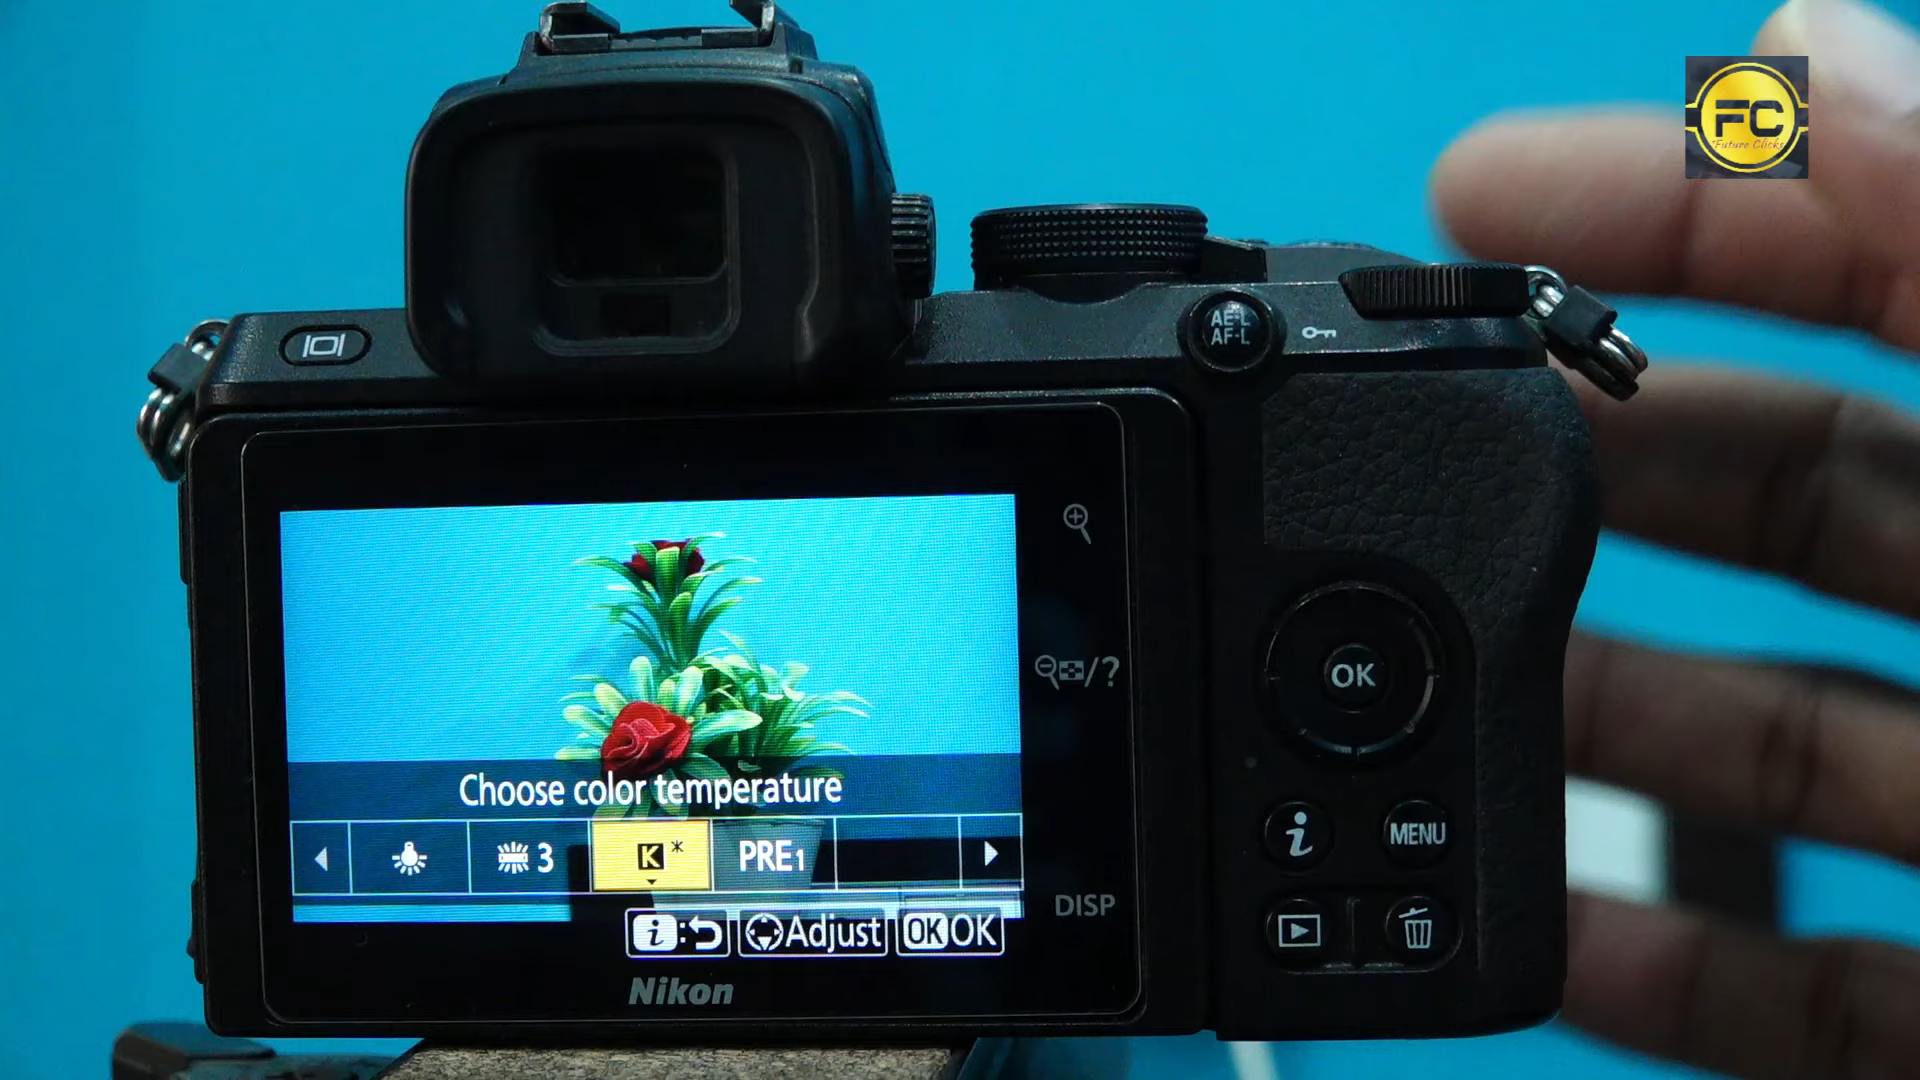 FC
Future Clicks
AE-L
AF-L
Choose color temperature
3
K *
PRE1
i : Adjust OK OK
/?
OK
i
MENU
DISP
Nikon